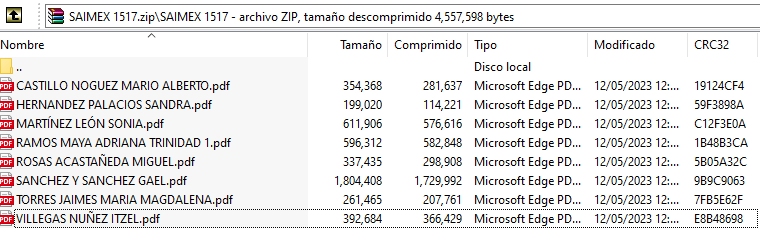 SAIMEX 1517.zip\SAIMEX 1517 - archivo ZIP, tamaño descomprimido 4,557,598 bytes
Nombre Tamaño Comprimido Tipo Modificado CRC32
.. Disco local
PDF CASTILLO NOGUEZ MARIO ALBERTO.pdf 354,368 281,637 Microsoft Edge PD... 12/05/2023 12:... 19124CF4
PDF HERNANDEZ PALACIOS SANDRA.pdf 199,020 114,221 Microsoft Edge PD... 12/05/2023 12:... 59F3898A
PDF MARTÍNEZ LEÓN SONIA.pdf 611,906 576,616 Microsoft Edge PD... 12/05/2023 12:... C12F3E0A
PDF RAMOS MAYA ADRIANA TRINIDAD 1.pdf 596,312 582,848 Microsoft Edge PD... 12/05/2023 12:... 1B48B3CA
PDF ROSAS ACASTAÑEDA MIGUEL.pdf 337,435 298,908 Microsoft Edge PD... 12/05/2023 12:... 5B05A32C
PDF SANCHEZ Y SANCHEZ GAEL.pdf 1,804,408 1,729,992 Microsoft Edge PD... 12/05/2023 12:... 9B9C9063
PDF TORRES JAIMES MARIA MAGDALENA.pdf 261,465 207,761 Microsoft Edge PD... 12/05/2023 12:... 7FB5E62F
PDF VILLEGAS NUÑEZ ITZEL.pdf 392,684 366,429 Microsoft Edge PD... 12/05/2023 12:... E8B48698